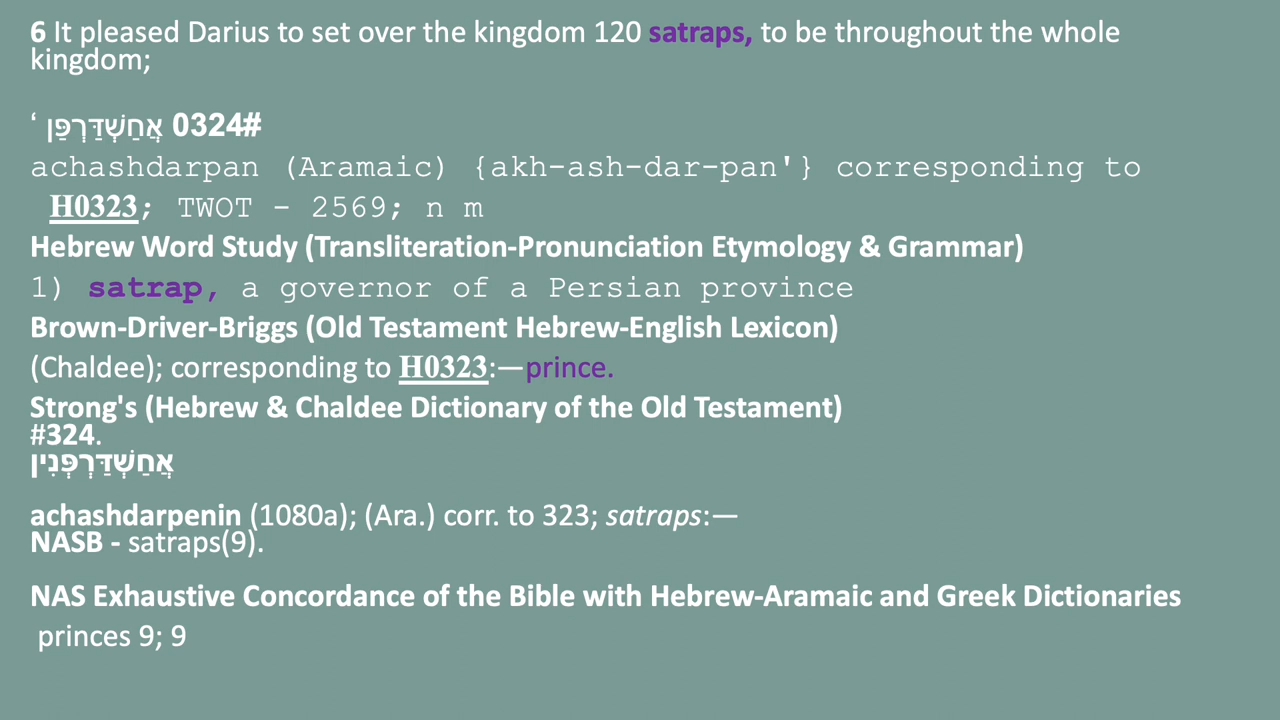 6 It pleased Darius to set over the kingdom 120 satraps, to be throughout the whole
kingdom;
‘ אֲחַשְׁדַּרְפַּן 0324#
achashdarpan (Aramaic) {akh-ash-dar-pan'} corresponding to
H0323; TWOT - 2569; n m
Hebrew Word Study (Transliteration-Pronunciation Etymology & Grammar)
1) satrap, a governor of a Persian province
Brown-Driver-Briggs (Old Testament Hebrew-English Lexicon)
(Chaldee); corresponding to H0323:—prince.
Strong's (Hebrew & Chaldee Dictionary of the Old Testament)
#324.
אֲחַשְׁדַּרְפְּנִין
achashdarpenin (1080a); (Ara.) corr. to 323; satraps:—
NASB - satraps(9).
NAS Exhaustive Concordance of the Bible with Hebrew-Aramaic and Greek Dictionaries
princes 9; 9